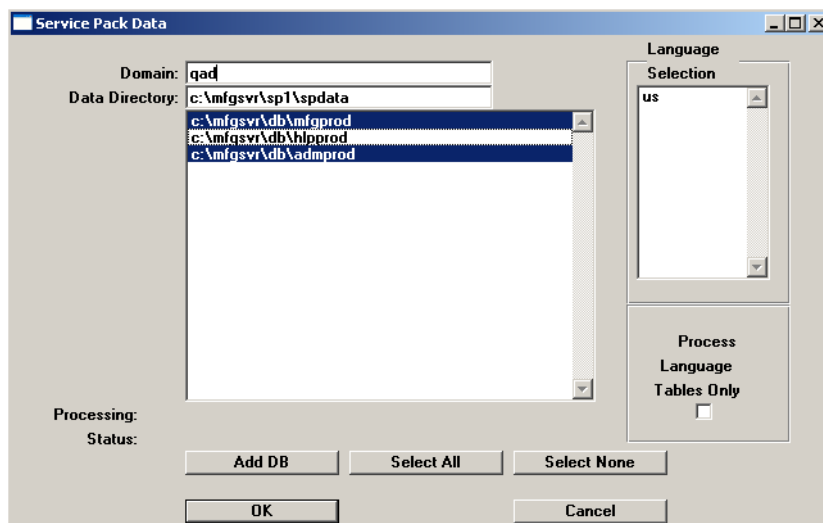 Service Pack Data
Domain: qad
Data Directory: c:\mfgsvr\sp1\spdata
c:\mfgsvr\db\mfgprod
c:\mfgsvr\db\hlpprod
c:\mfgsvr\db\admprod
Language
Selection
us
Process
Language
Tables Only
Processing:
Status:
Add DB Select All Select None
OK Cancel